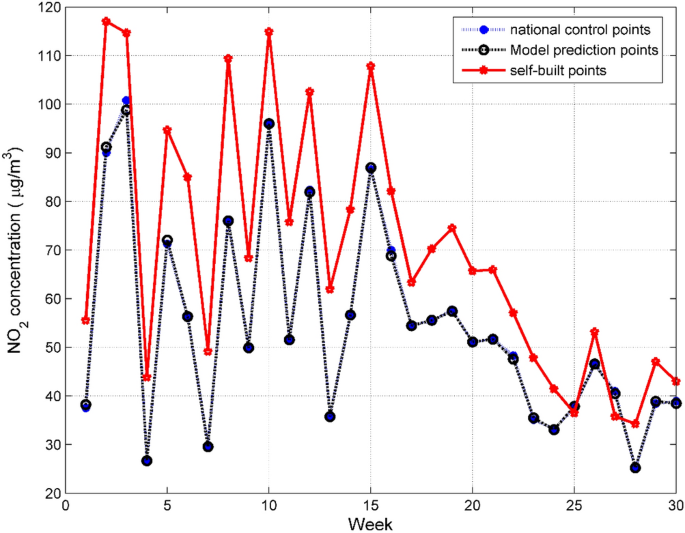 120
110
100
90
80
70
60
50
40
30
20
NO2 concentration ( μg/m3)
national control points
Model prediction points
self-built points
0 5 10 15 20 25 30
Week